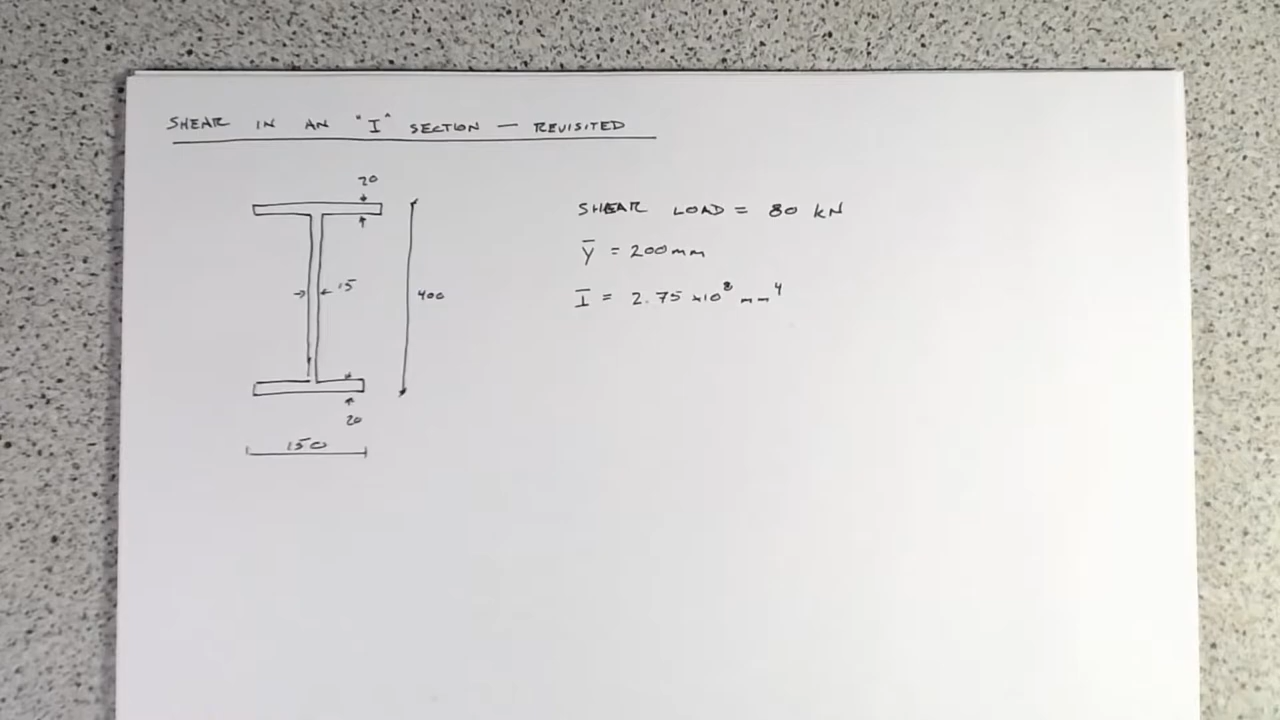 SHEAR IN AN "I" SECTION — REVISITED
20
15
400
20
150
SHEAR LOAD = 80 kN
ȳ = 200mm
Ī = 2.75 x10⁸ mm⁴